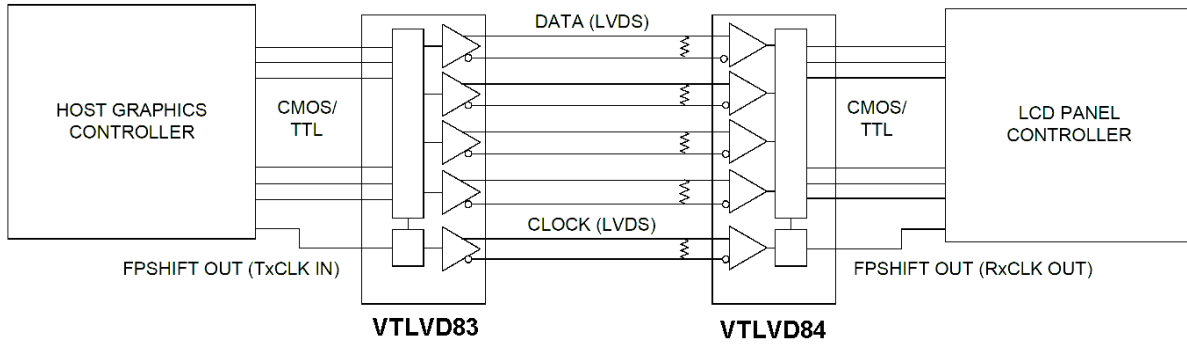 DATA (LVDS)
HOST GRAPHICS
CONTROLLER
CMOS/
TTL
CMOS/
TTL
LCD PANEL
CONTROLLER
CLOCK (LVDS)
FPSHIFT OUT (TxCLK IN)
FPSHIFT OUT (RxCLK OUT)
VTLVD83
VTLVD84